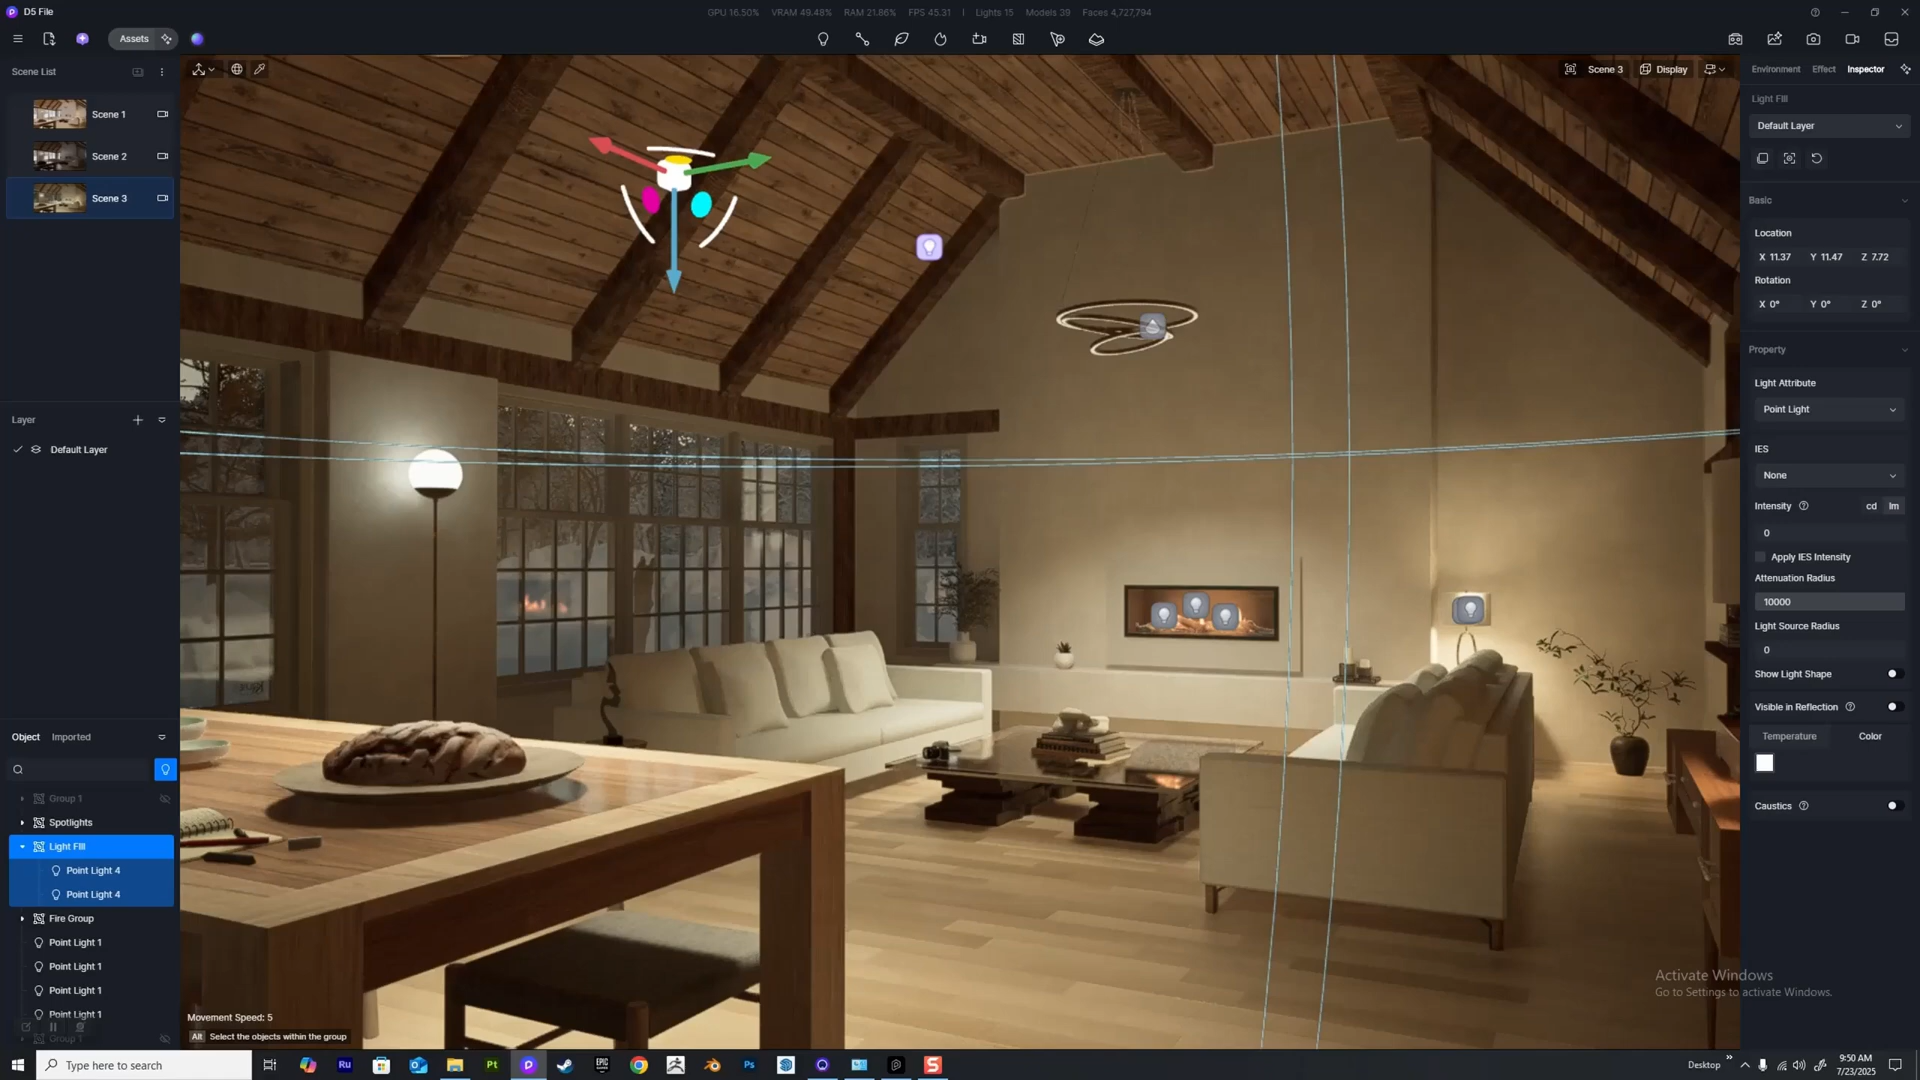 D5 File
GPU 16.50% VRAM 49.48% RAM 21.86% FPS 45.31 | Lights 15 Models 39 Faces 4,727,794
Assets
Scene List
Scene 1
Scene 2
Scene 3
Layer
Default Layer
Object Imported
Group 1
Spotlights
Light FIll
Point Light 4
Point Light 4
Fire Group
Point Light 1
Point Light 1
Point Light 1
Point Light 1
Group 1
Scene 3 Display
Movement Speed: 5
Alt Select the objects within the group
Environment Effect Inspector
Light FIll
Default Layer
Basic
Location
X 11.37 Y 11.47 Z 7.72
Rotation
X 0° Y 0° Z 0°
Property
Light Attribute
Point Light
IES
None
Intensity cd lm
0
Apply IES Intensity
Attenuation Radius
10000
Light Source Radius
0
Show Light Shape
Visible in Reflection
Temperature Color
Caustics
Activate Windows
Go to Settings to activate Windows.
Type here to search
Ru
Pt
EPIC
Ps
S
Desktop
9:50 AM
7/23/2025